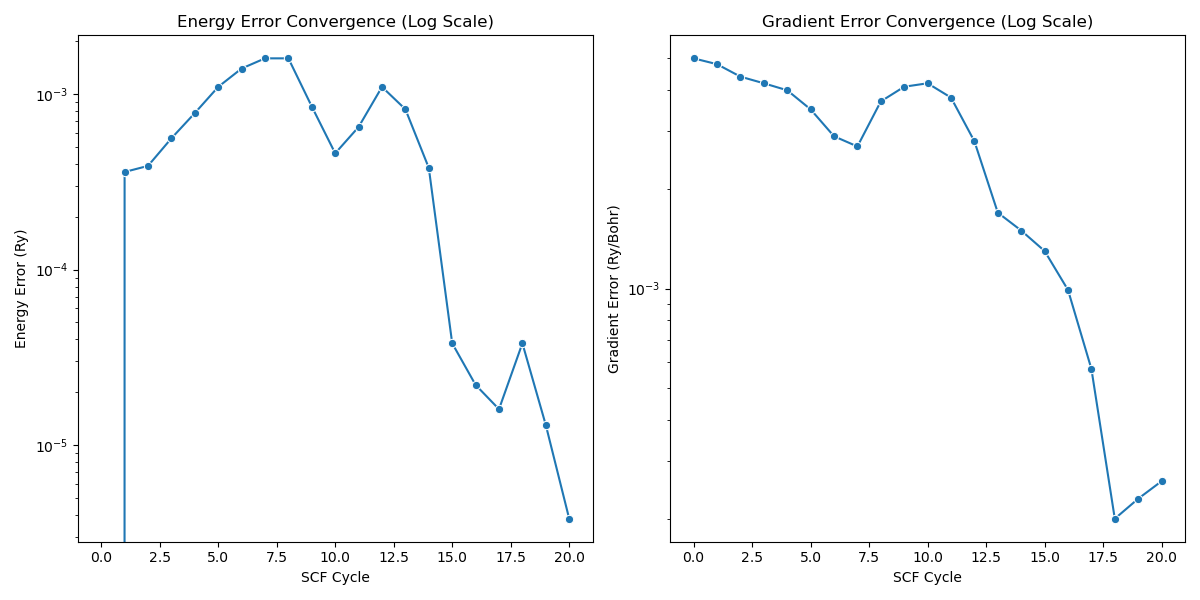 Energy Error Convergence (Log Scale)
Energy Error (Ry)
10⁻³
10⁻⁴
10⁻⁵
0.0 2.5 5.0 7.5 10.0 12.5 15.0 17.5 20.0
SCF Cycle
Gradient Error Convergence (Log Scale)
Gradient Error (Ry/Bohr)
10⁻³
0.0 2.5 5.0 7.5 10.0 12.5 15.0 17.5 20.0
SCF Cycle